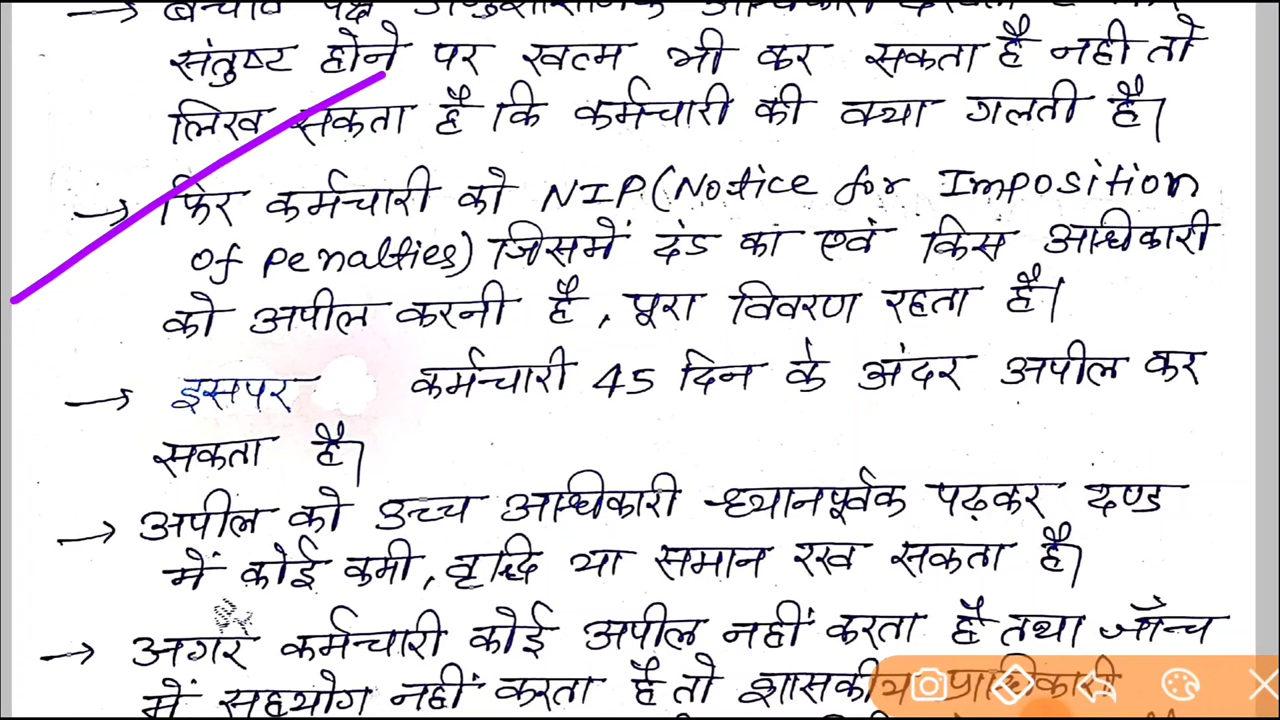 संतुष्ट होने पर खत्म भी कर सकता है नही तो
लिख सकता है कि कर्मचारी की क्या गलती है।
→ फिर कर्मचारी को NIP (Notice for Imposition
of Penalties) जिसमें दंड का एवं किस अधिकारी
को अपील करनी है, पूरा विवरण रहता है।
→ इसपर कर्मचारी 45 दिन के अंदर अपील कर
सकता है।
→ अपील को उच्च अधिकारी ध्यानपूर्वक पढ़कर दण्ड
में कोई कमी, वृद्धि या समान रख सकता है।
→ अगर कर्मचारी कोई अपील नहीं करता है तथा जाँन्च
में सहयोग नहीं करता है तो शासकीय प्राधिकारी